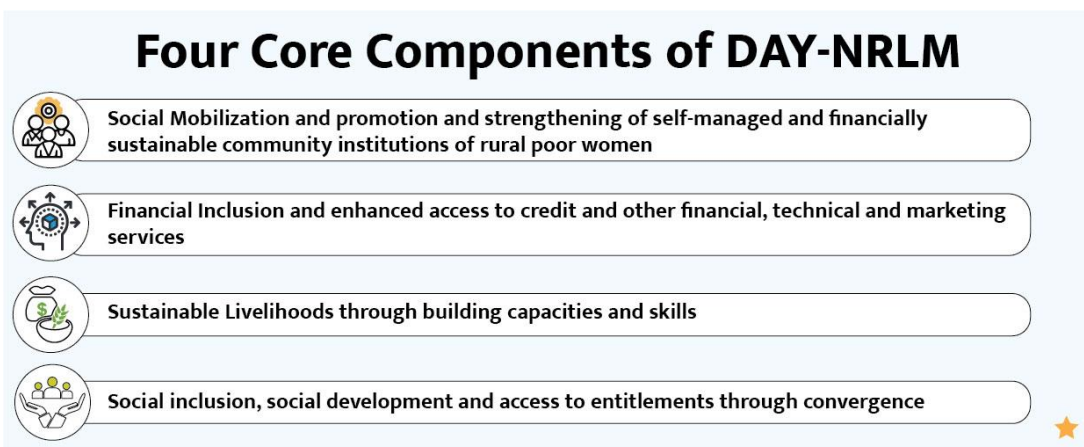 Four Core Components of DAY-NRLM
Social Mobilization and promotion and strengthening of self-managed and financially
sustainable community institutions of rural poor women
Financial Inclusion and enhanced access to credit and other financial, technical and marketing
services
Sustainable Livelihoods through building capacities and skills
Social inclusion, social development and access to entitlements through convergence